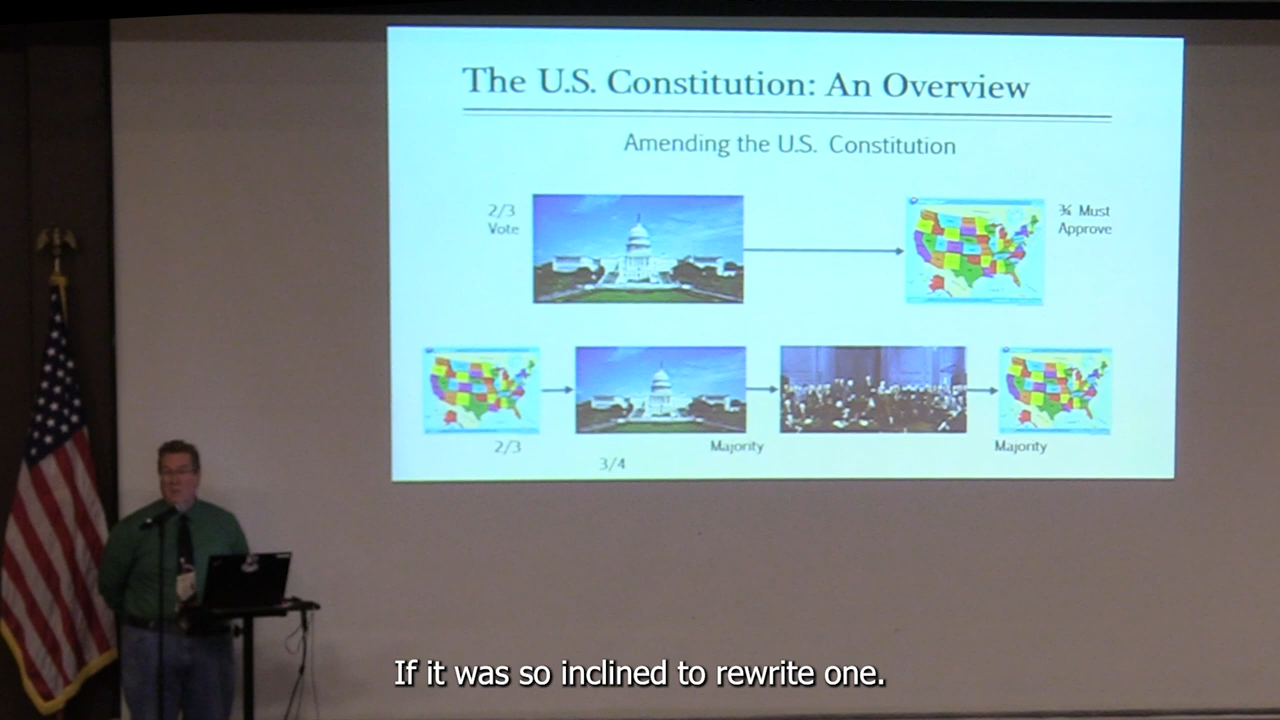 The U.S. Constitution: An Overview
Amending the U.S. Constitution
2/3
Vote
¾ Must
Approve
2/3
Majority
Majority
3/4
If it was so inclined to rewrite one.